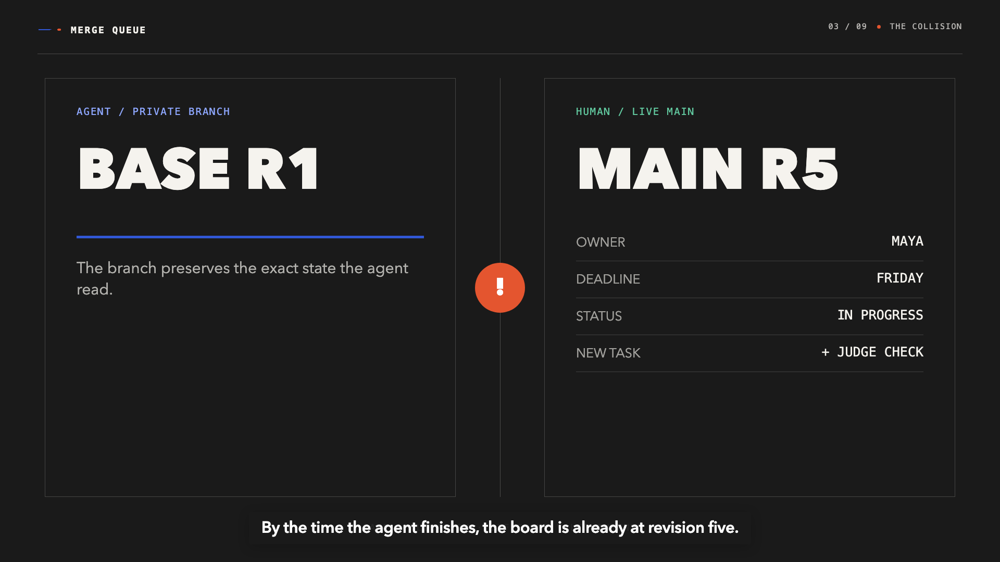 MERGE QUEUE
03 / 09 • THE COLLISION
AGENT / PRIVATE BRANCH
BASE R1
The branch preserves the exact state the agent
read.
!
HUMAN / LIVE MAIN
MAIN R5
OWNER MAYA
DEADLINE FRIDAY
STATUS IN PROGRESS
NEW TASK + JUDGE CHECK
By the time the agent finishes, the board is already at revision five.